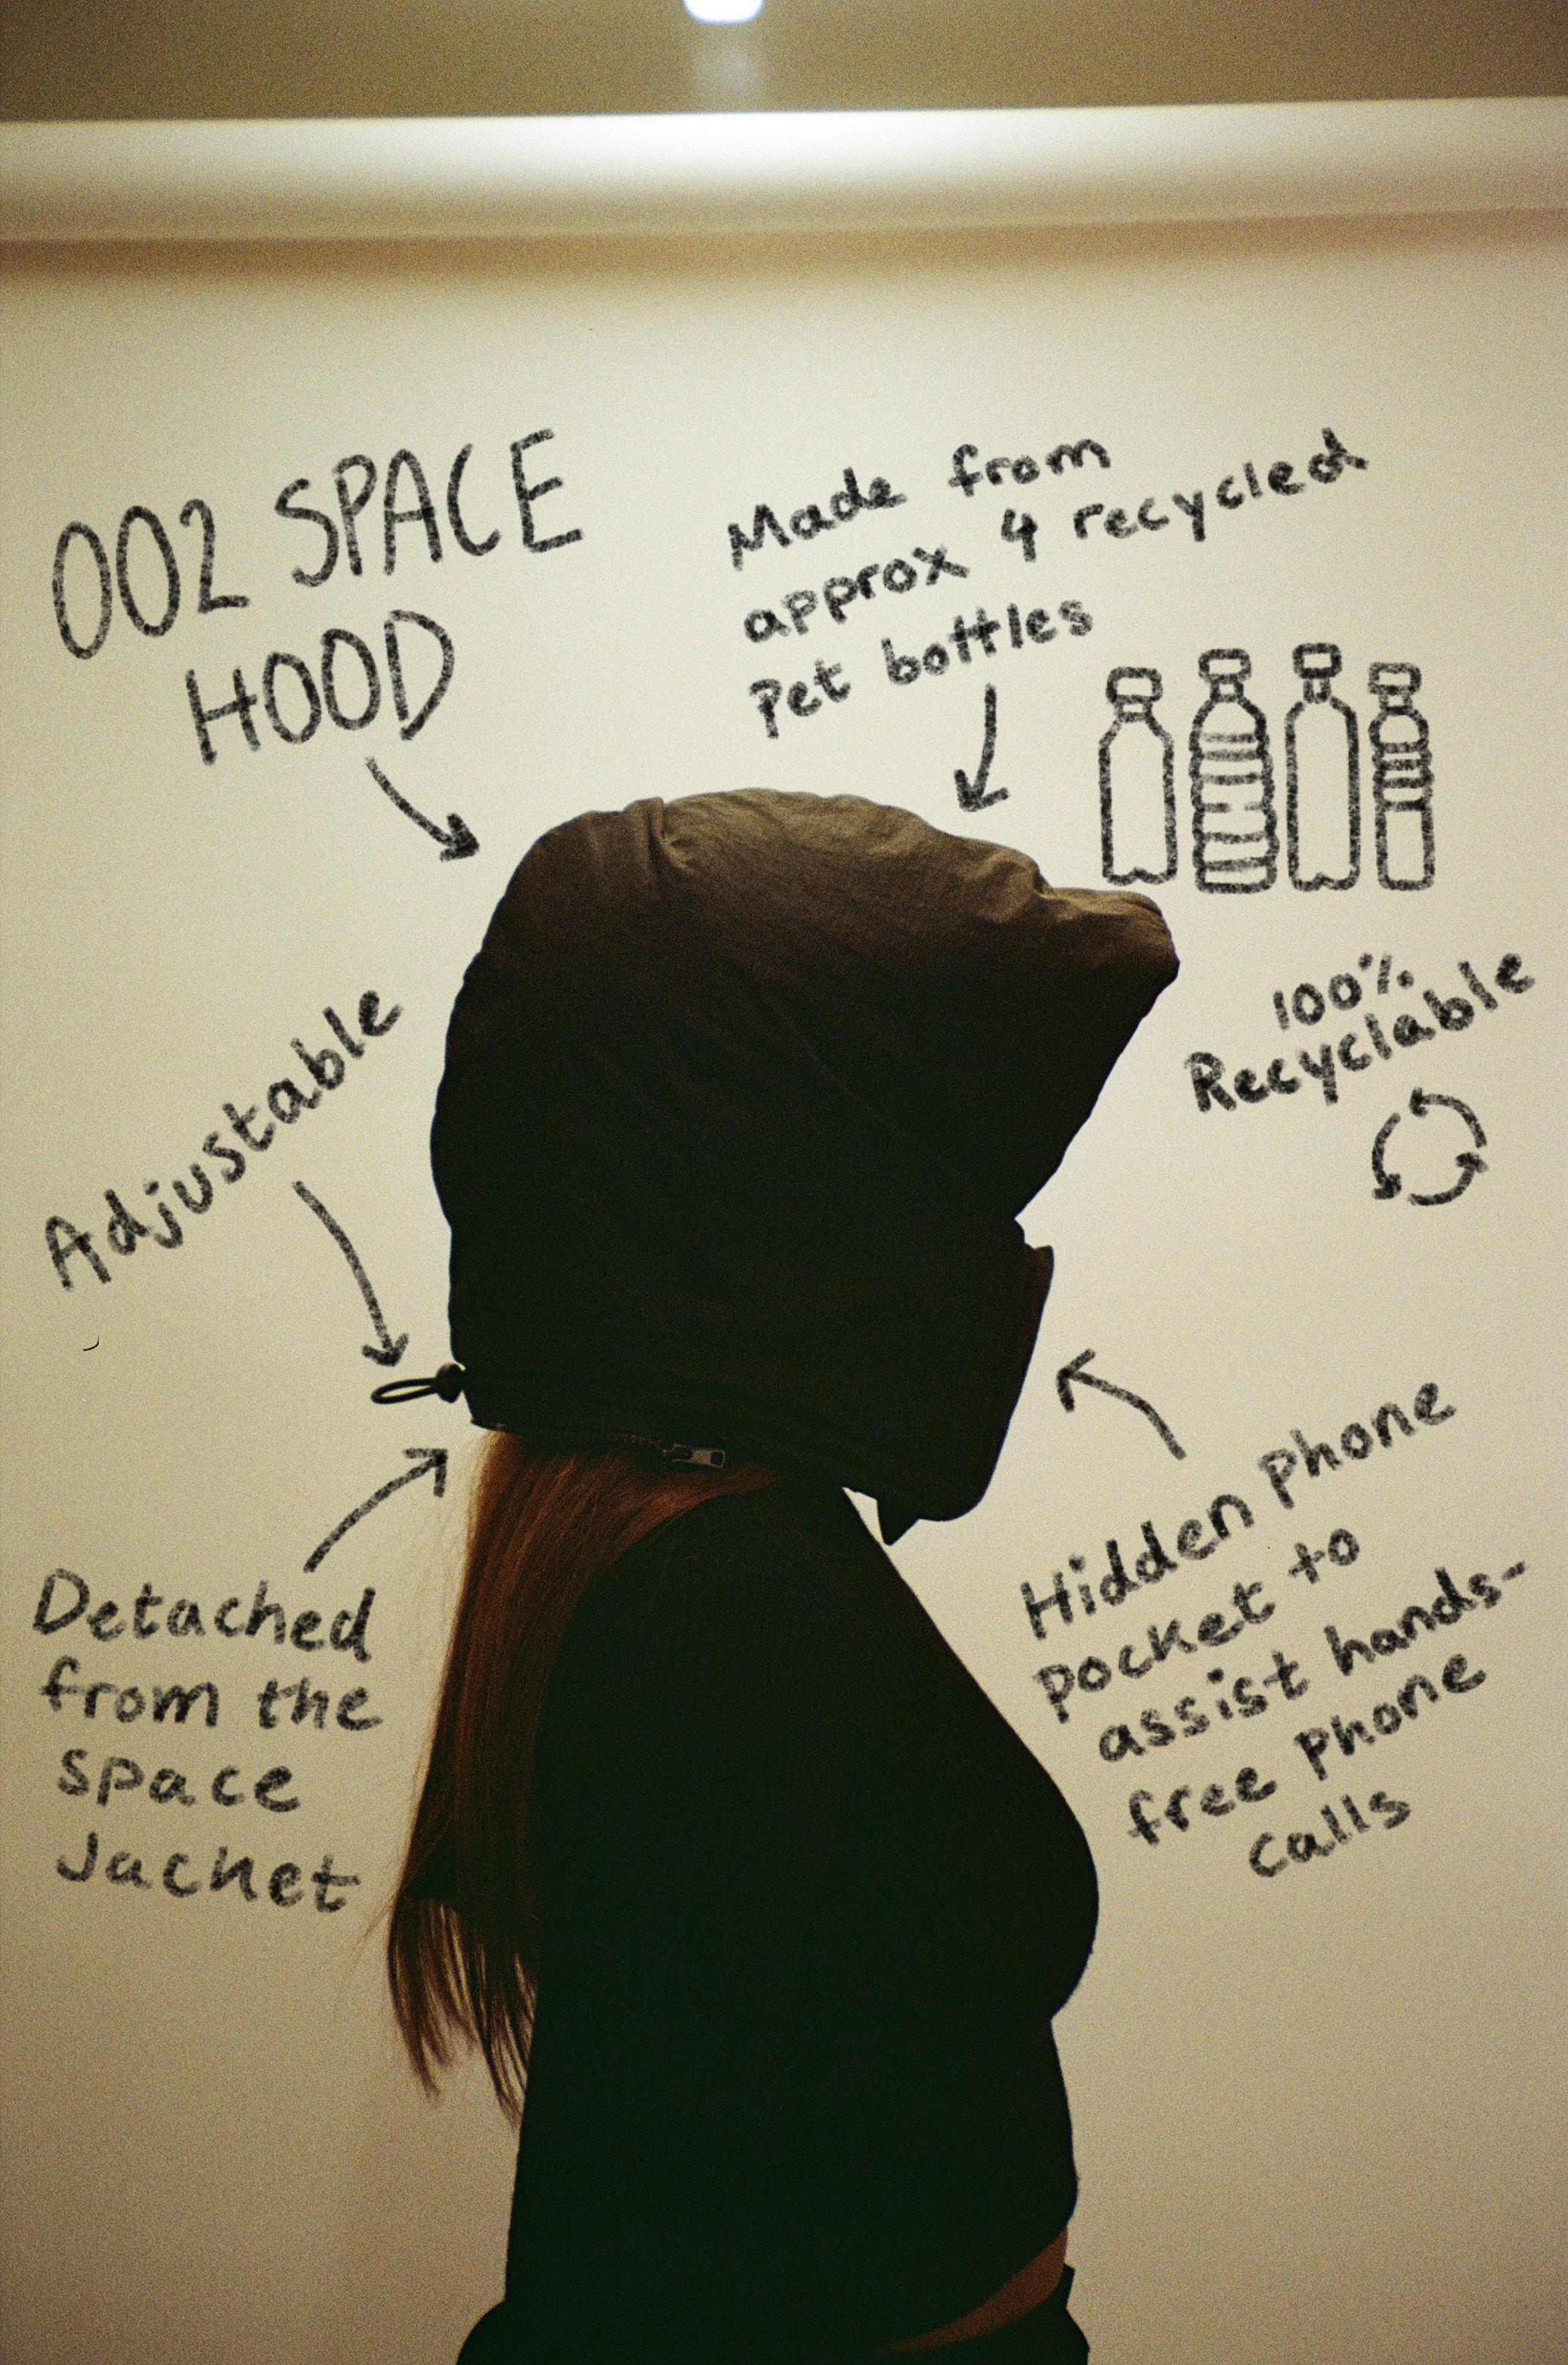 002 SPACE
HOOD
Made from
approx 4 recycled
Pet bottles
100%
Recyclable
Adjustable
Detached
from the
space
Jacket
Hidden Phone
pocket to
assist hands-
free phone
calls